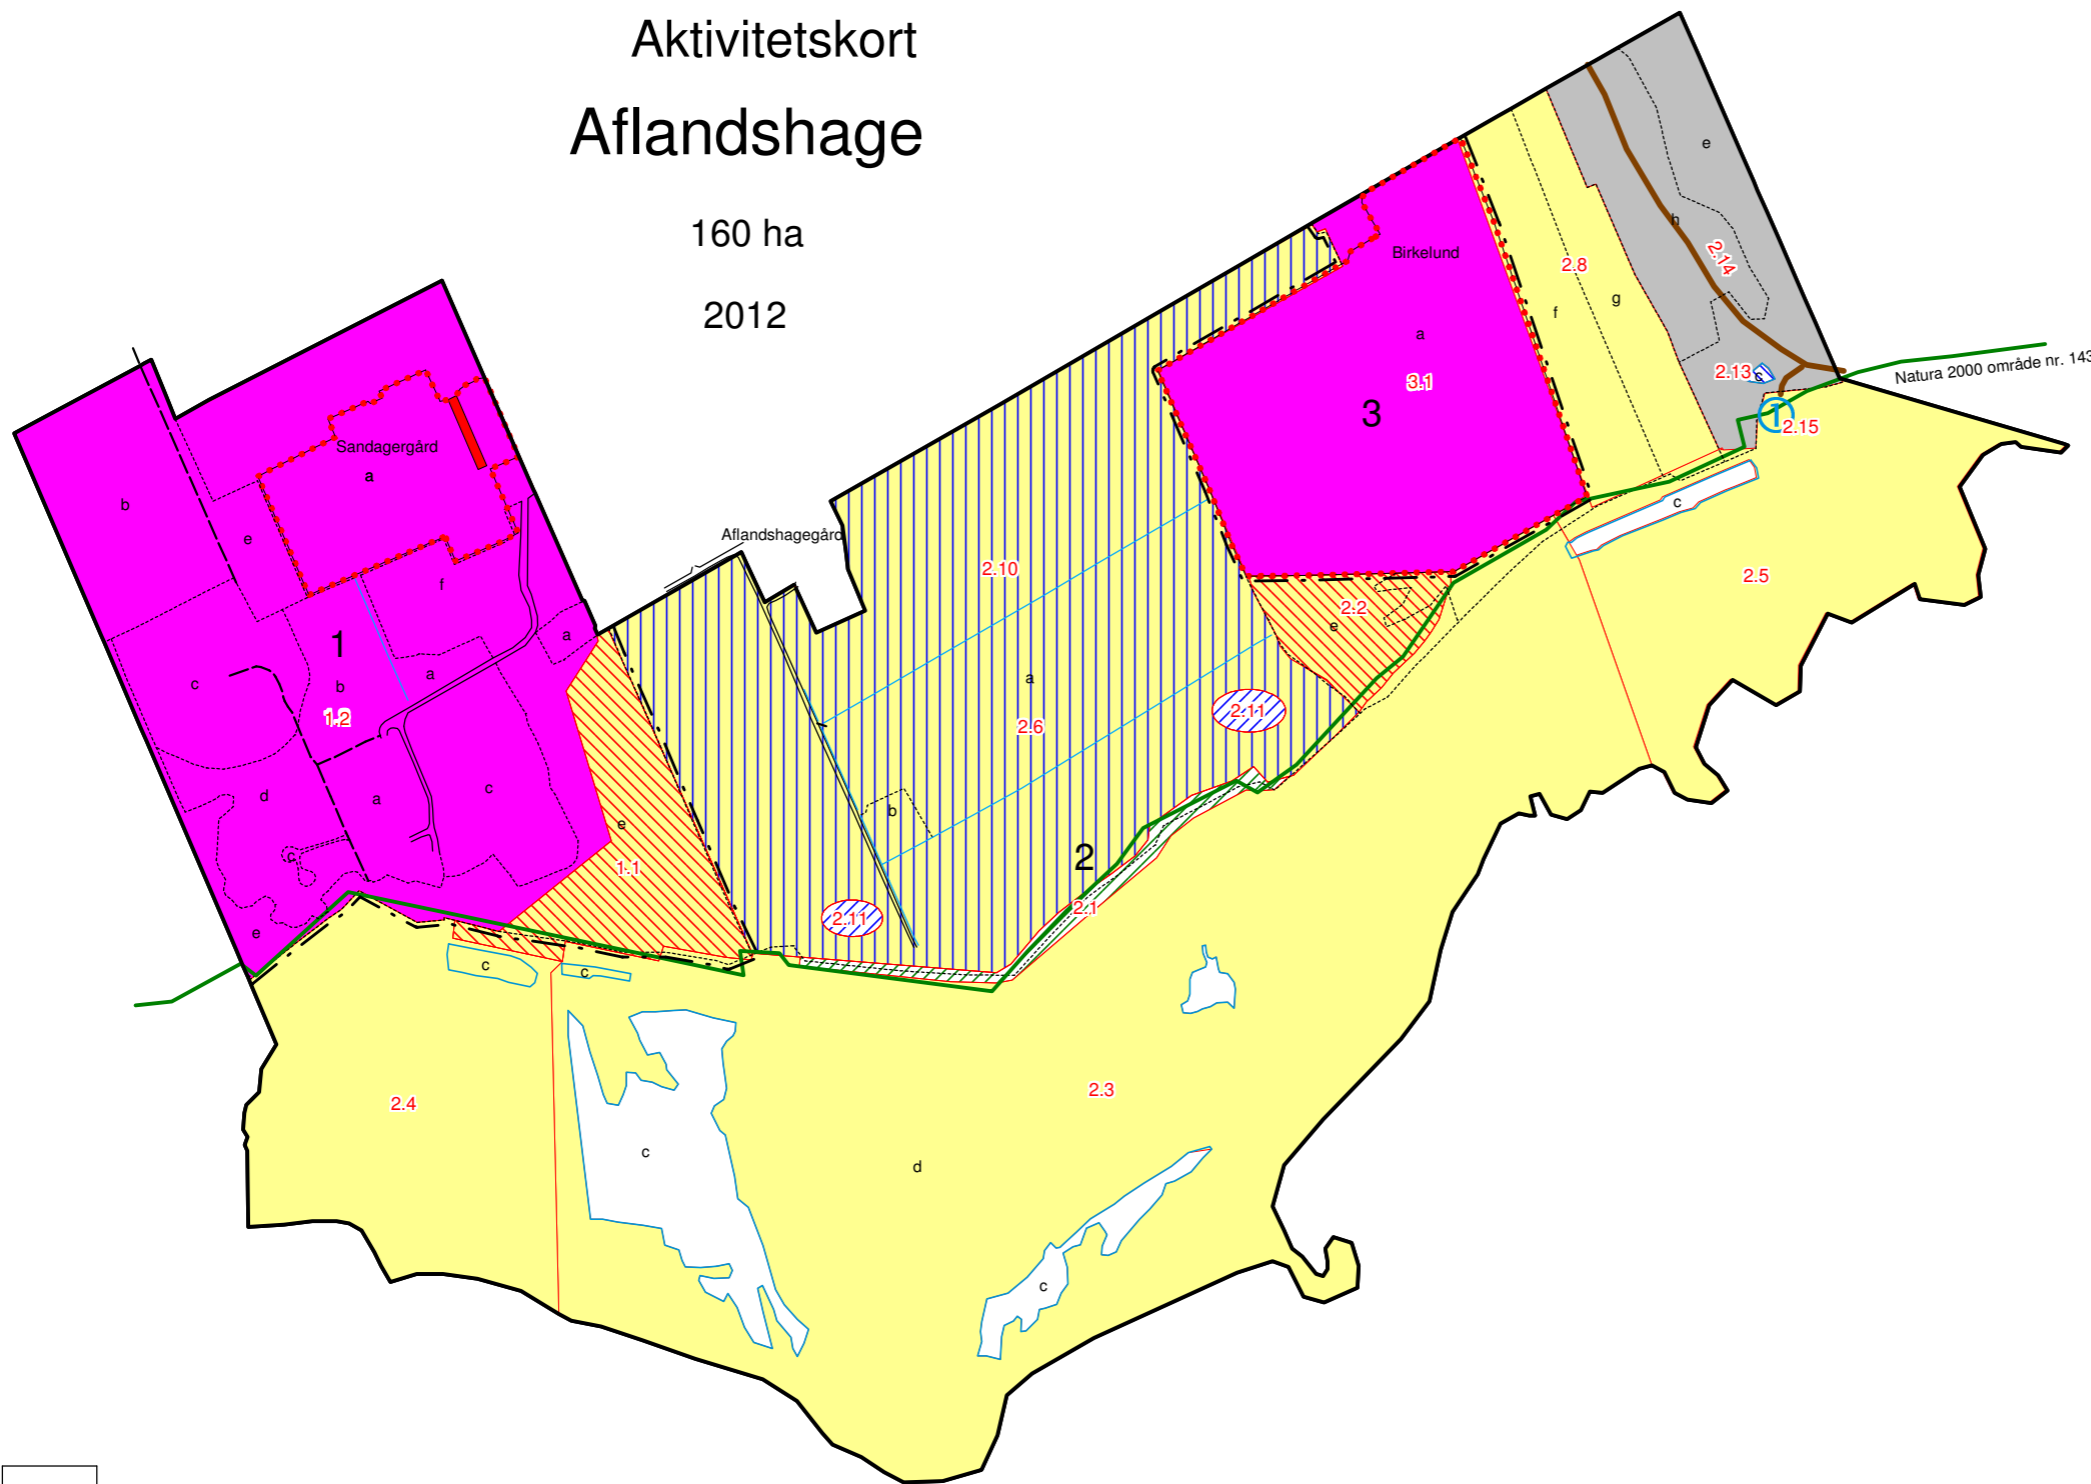 Aktivitetskort
Aflandshage
160 ha
2012
e
h
2.14
Birkelund
2.8
f
g
a
3.1
3
2.13
c
Natura 2000 område nr. 143
1
2.15
Sandagergård
a
b
e
f
c
2.5
Aflandshagegård
2.10
2.2
e
1
a
a
b
c
1.2
a
2.11
2.6
d
a
c
b
e
c
2
1.1
2.1
2.11
e
c
c
2.3
2.4
c
d
c